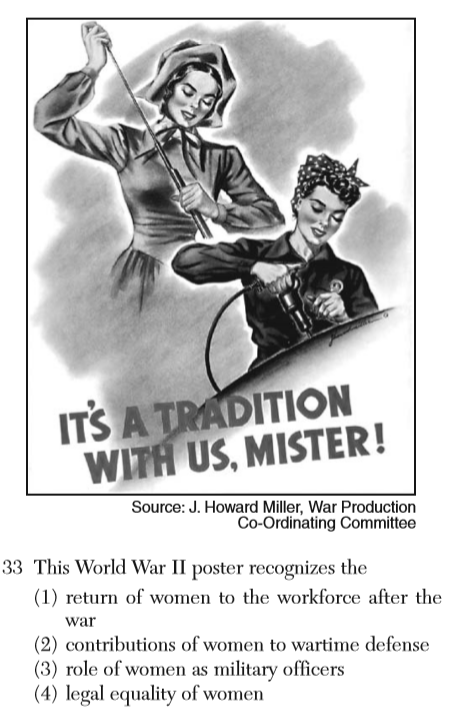 IT'S A TRADITION
WITH US, MISTER!
Source: J. Howard Miller, War Production
Co-Ordinating Committee
33 This World War II poster recognizes the
(1) return of women to the workforce after the
war
(2) contributions of women to wartime defense
(3) role of women as military officers
(4) legal equality of women